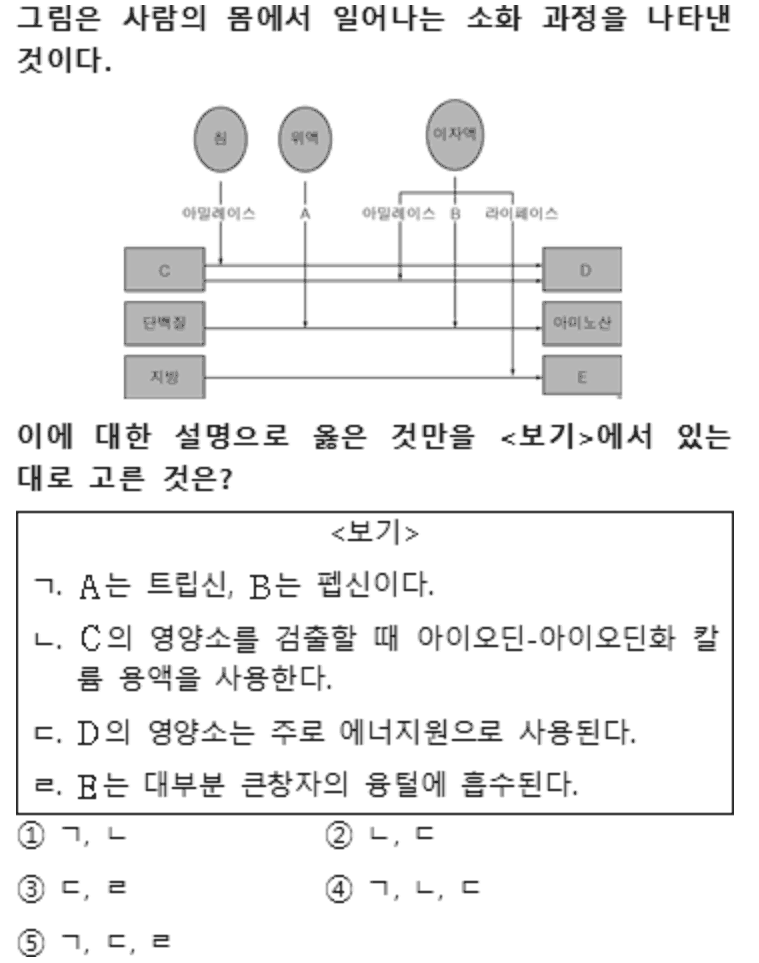 그림은 사람의 몸에서 일어나는 소화 과정을 나타낸
것이다.
침 위액 이자액
아밀레이스 A 아밀레이스 B 라이페이스
C D
단백질 아미노산
지방 E
이에 대한 설명으로 옳은 것만을 <보기>에서 있는
대로 고른 것은?
<보기>
ㄱ. A는 트립신, B는 펩신이다.
ㄴ. C의 영양소를 검출할 때 아이오딘-아이오딘화 칼
륨 용액을 사용한다.
ㄷ. D의 영양소는 주로 에너지원으로 사용된다.
ㄹ. E는 대부분 큰창자의 융털에 흡수된다.
① ㄱ, ㄴ ② ㄴ, ㄷ
③ ㄷ, ㄹ ④ ㄱ, ㄴ, ㄷ
⑤ ㄱ, ㄷ, ㄹ